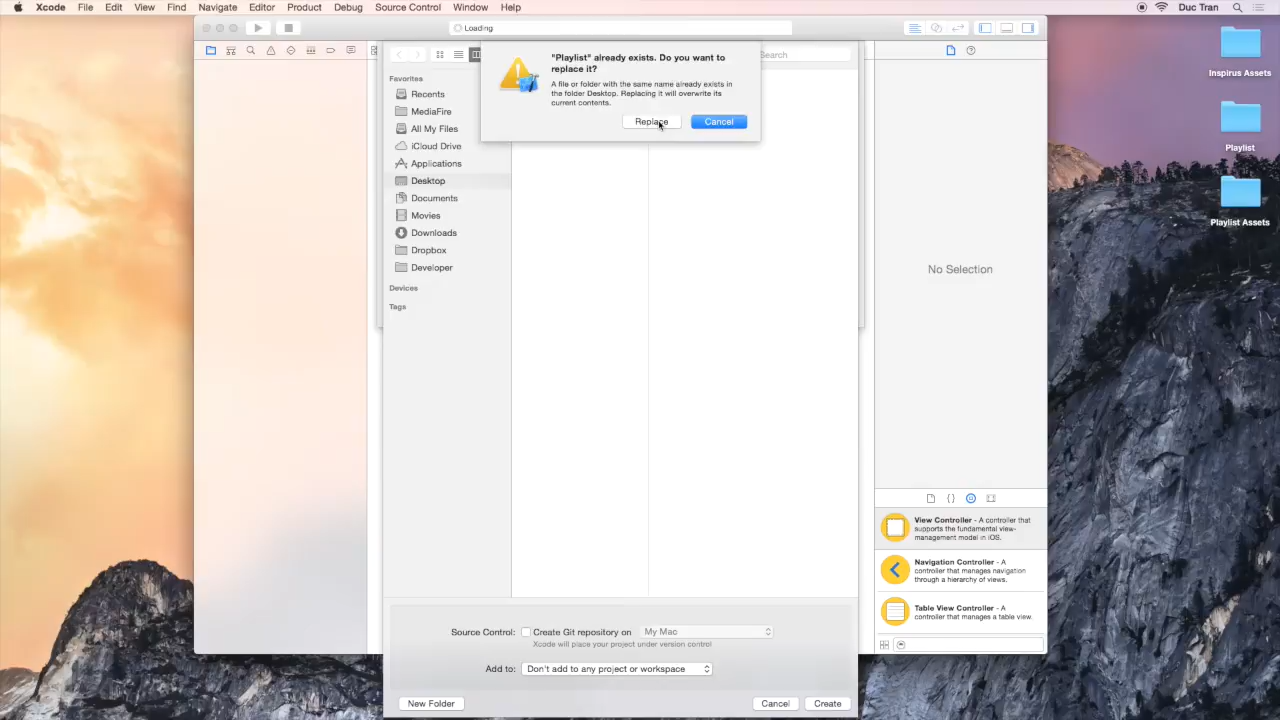 Xcode File Edit View Find Navigate Editor Product Debug Source Control Window Help
Duc Tran
Loading
"Playlist" already exists. Do you want to
replace it?
A file or folder with the same name already exists in
the folder Desktop. Replacing it will overwrite its
current contents.
Replace
Cancel
Search
Favorites
Recents
MediaFire
All My Files
iCloud Drive
Applications
Desktop
Documents
Movies
Downloads
Dropbox
Developer
Devices
Tags
Inspirus Assets
Playlist
Playlist Assets
No Selection
View Controller - A controller that
supports the fundamental view-
management model in iOS.
Navigation Controller - A
controller that manages navigation
through a hierarchy of views.
Table View Controller - A
controller that manages a table view.
Source Control: Create Git repository on My Mac
Xcode will place your project under version control
Add to: Don't add to any project or workspace
New Folder
Cancel
Create